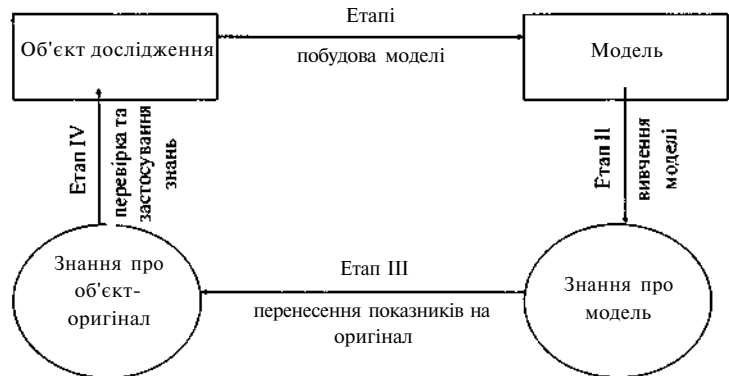 Етапі
Об'єкт дослідження
побудова моделі
Модель
Етап IV
перевірка та
застосування
знань
Етап II
вивчення
моделі
Знання про
об'єкт-
оригінал
Етап III
перенесення показників на
оригінал
Знання про
модель